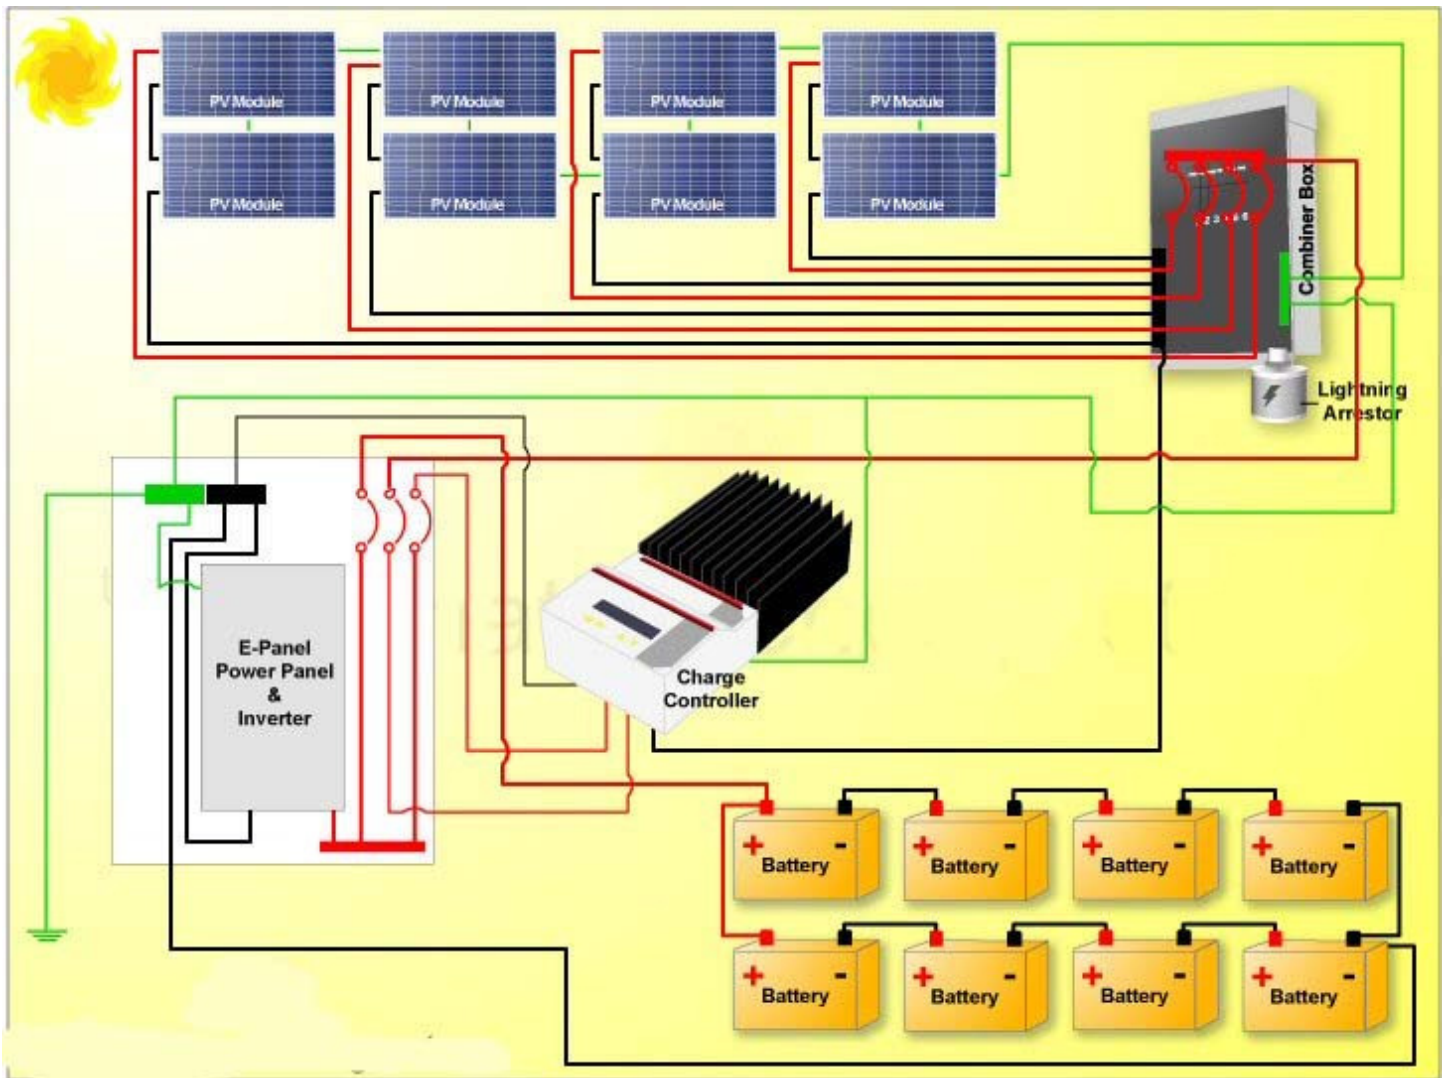 PV Module
PV Module
PV Module
PV Module
PV Module
PV Module
PV Module
PV Module
Combiner Box
Lightning
Arrestor
E-Panel
Power Panel
&
Inverter
Charge
Controller
+ Battery -
+ Battery -
+ Battery -
+ Battery -
+ Battery -
+ Battery -
+ Battery -
+ Battery -